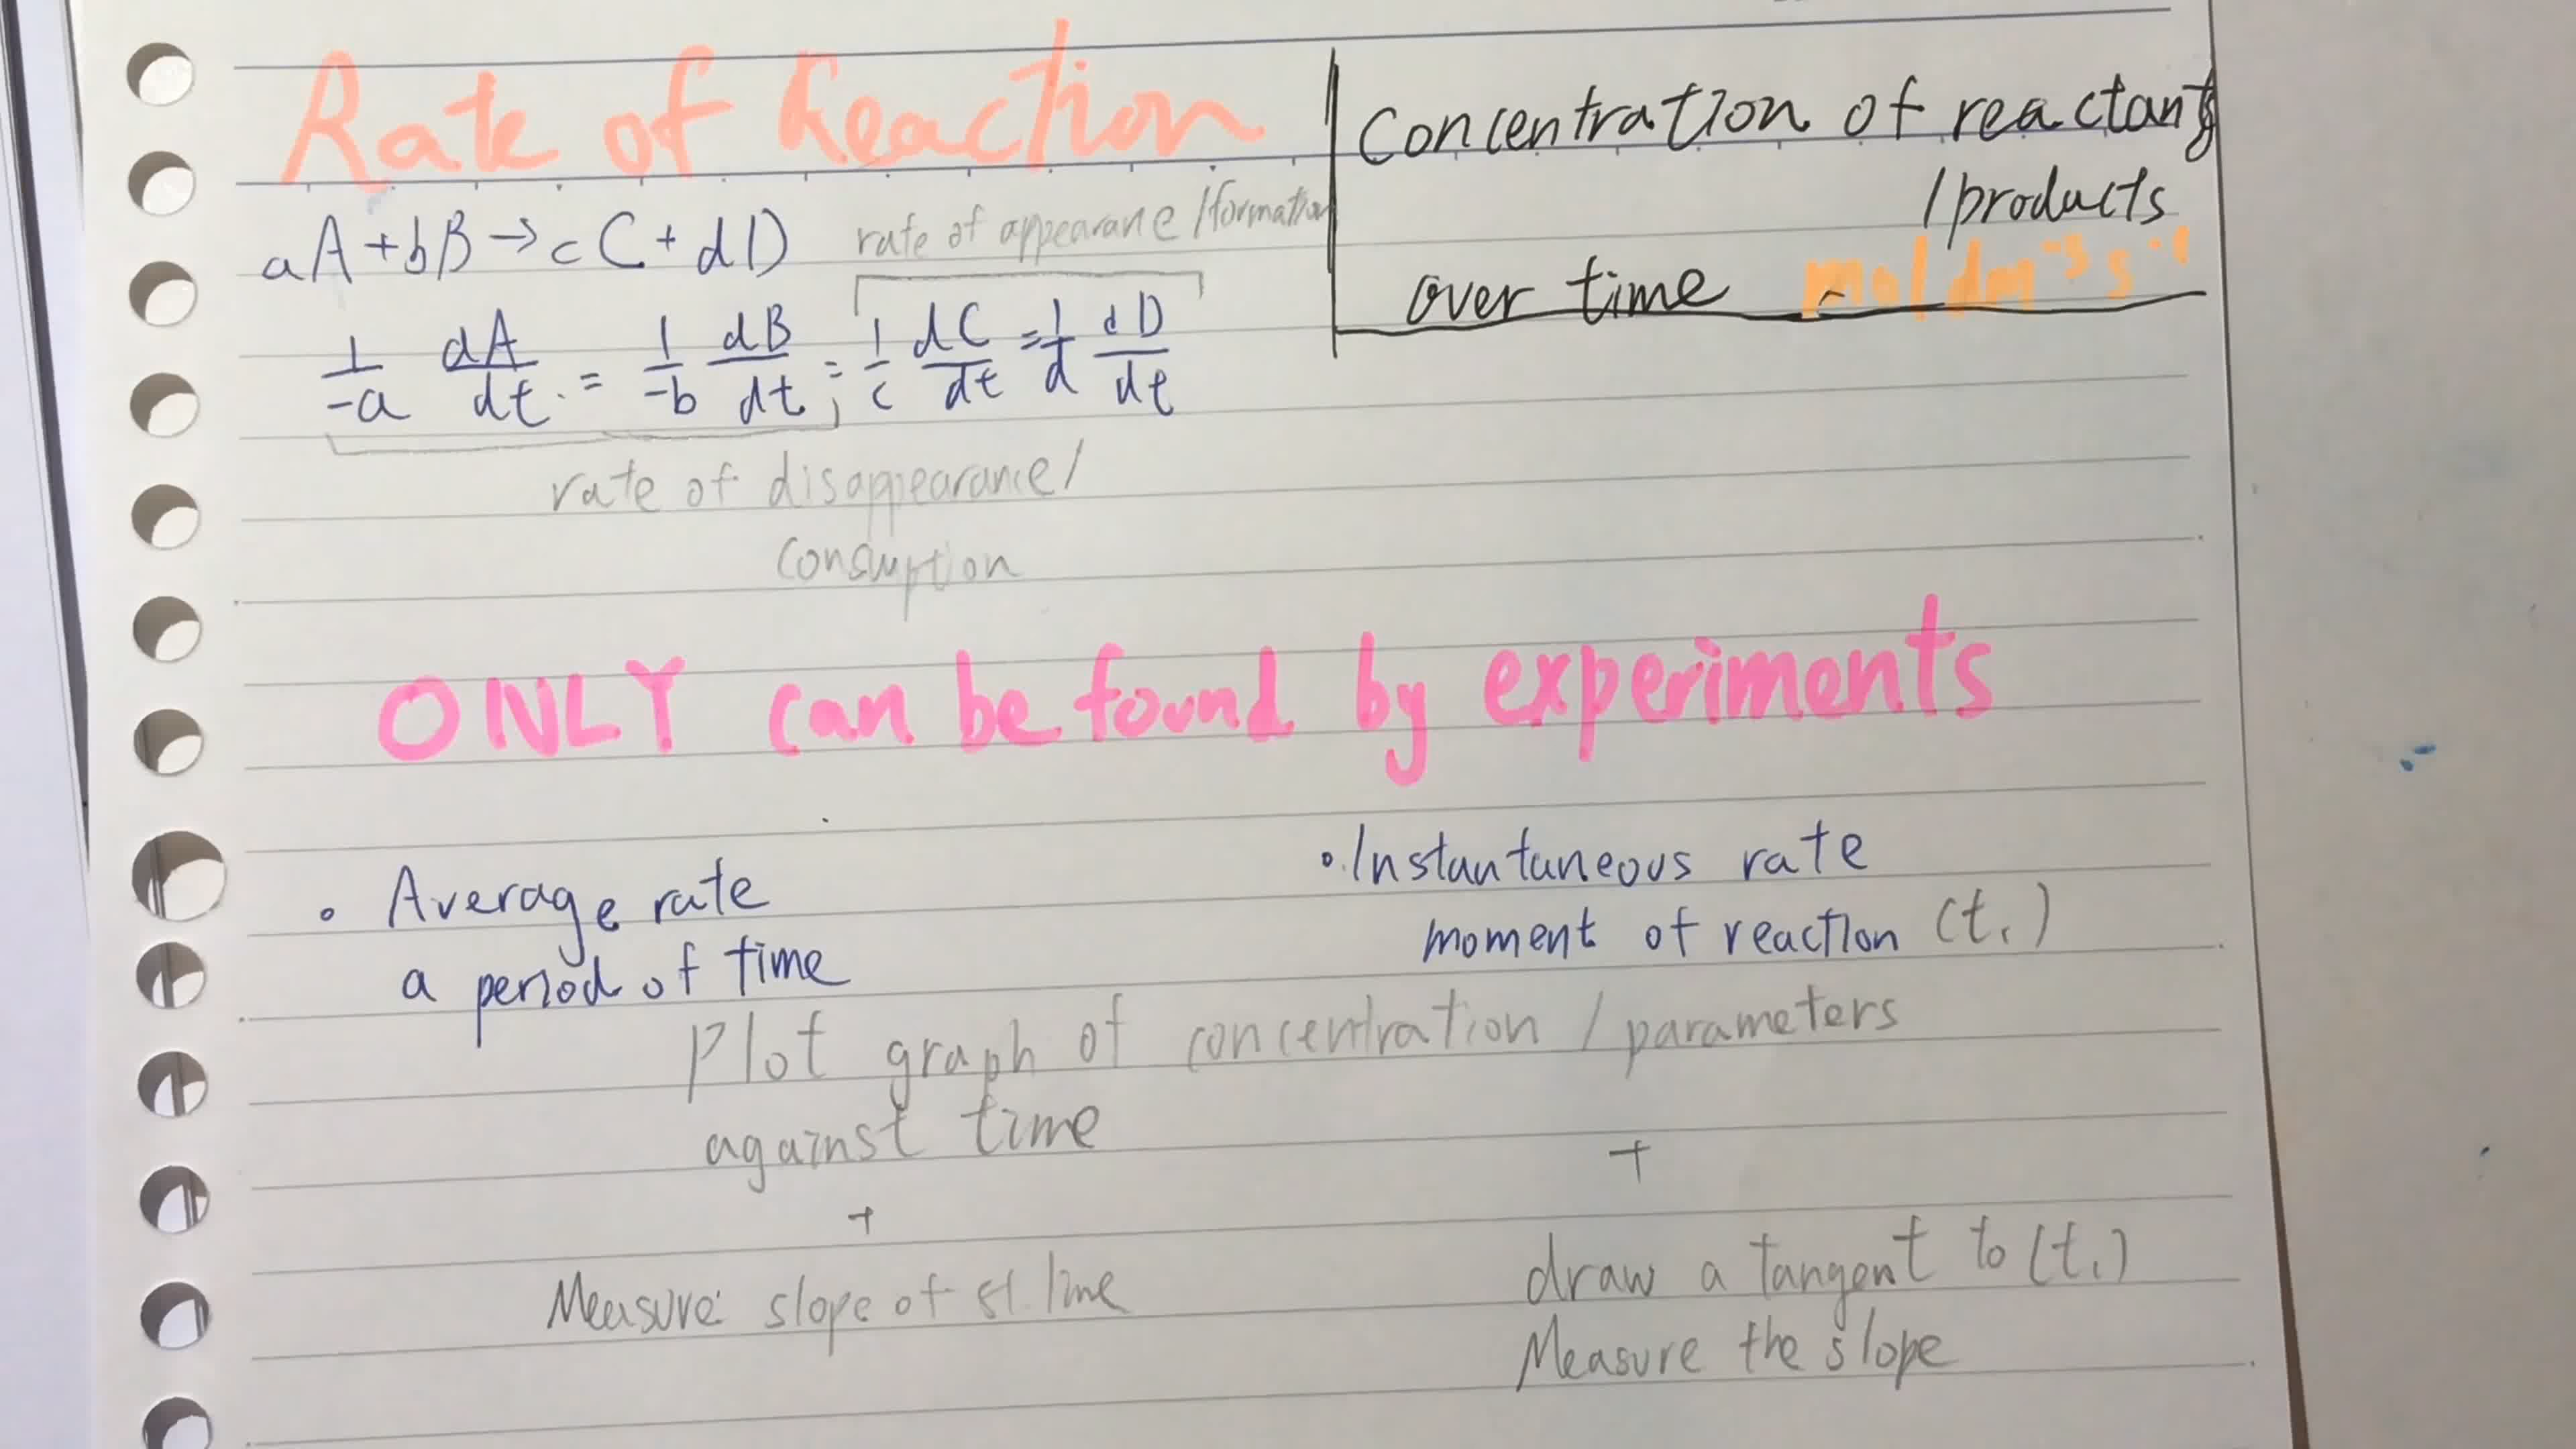 Rate of Reaction
Concentration of reactants
/products
over time mol dm⁻³ s⁻¹
aA + bB → cC + dD
rate of appearane / formation
1/-a dA/dt = 1/-b dB/dt = 1/c dC/dt = 1/d dD/dt
rate of disappearance/
consumption
ONLY can be found by experiments
• Average rate
a period of time
• Instantaneous rate
moment of reaction (t₁)
Plot graph of concentration / parameters
against time
+
Measure slope of st. line
+
draw a tangent to (t₁)
Measure the slope